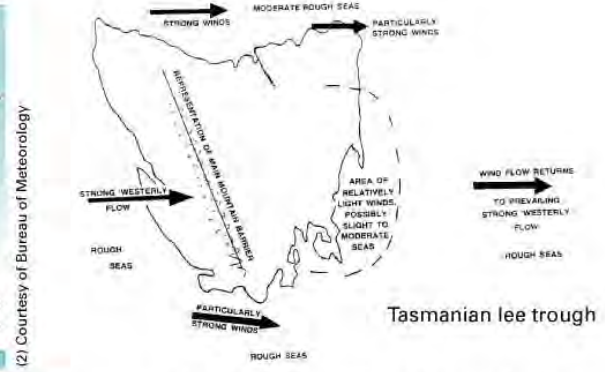 MODERATE ROUGH SEAS
STRONG WINDS
PARTICULARLY
STRONG WINDS
REPRESENTATION OF MAIN MOUNTAIN BARRIER
STRONG WESTERLY
FLOW
ROUGH
SEAS
AREA OF
RELATIVELY
LIGHT WINDS,
POSSIBLY
SLIGHT TO
MODERATE
SEAS
WIND FLOW RETURNS
TO PREVAILING
STRONG WESTERLY
FLOW
ROUGH SEAS
PARTICULARLY
STRONG WINDS
ROUGH SEAS
Tasmanian lee trough
(2) Courtesy of Bureau of Meteorology